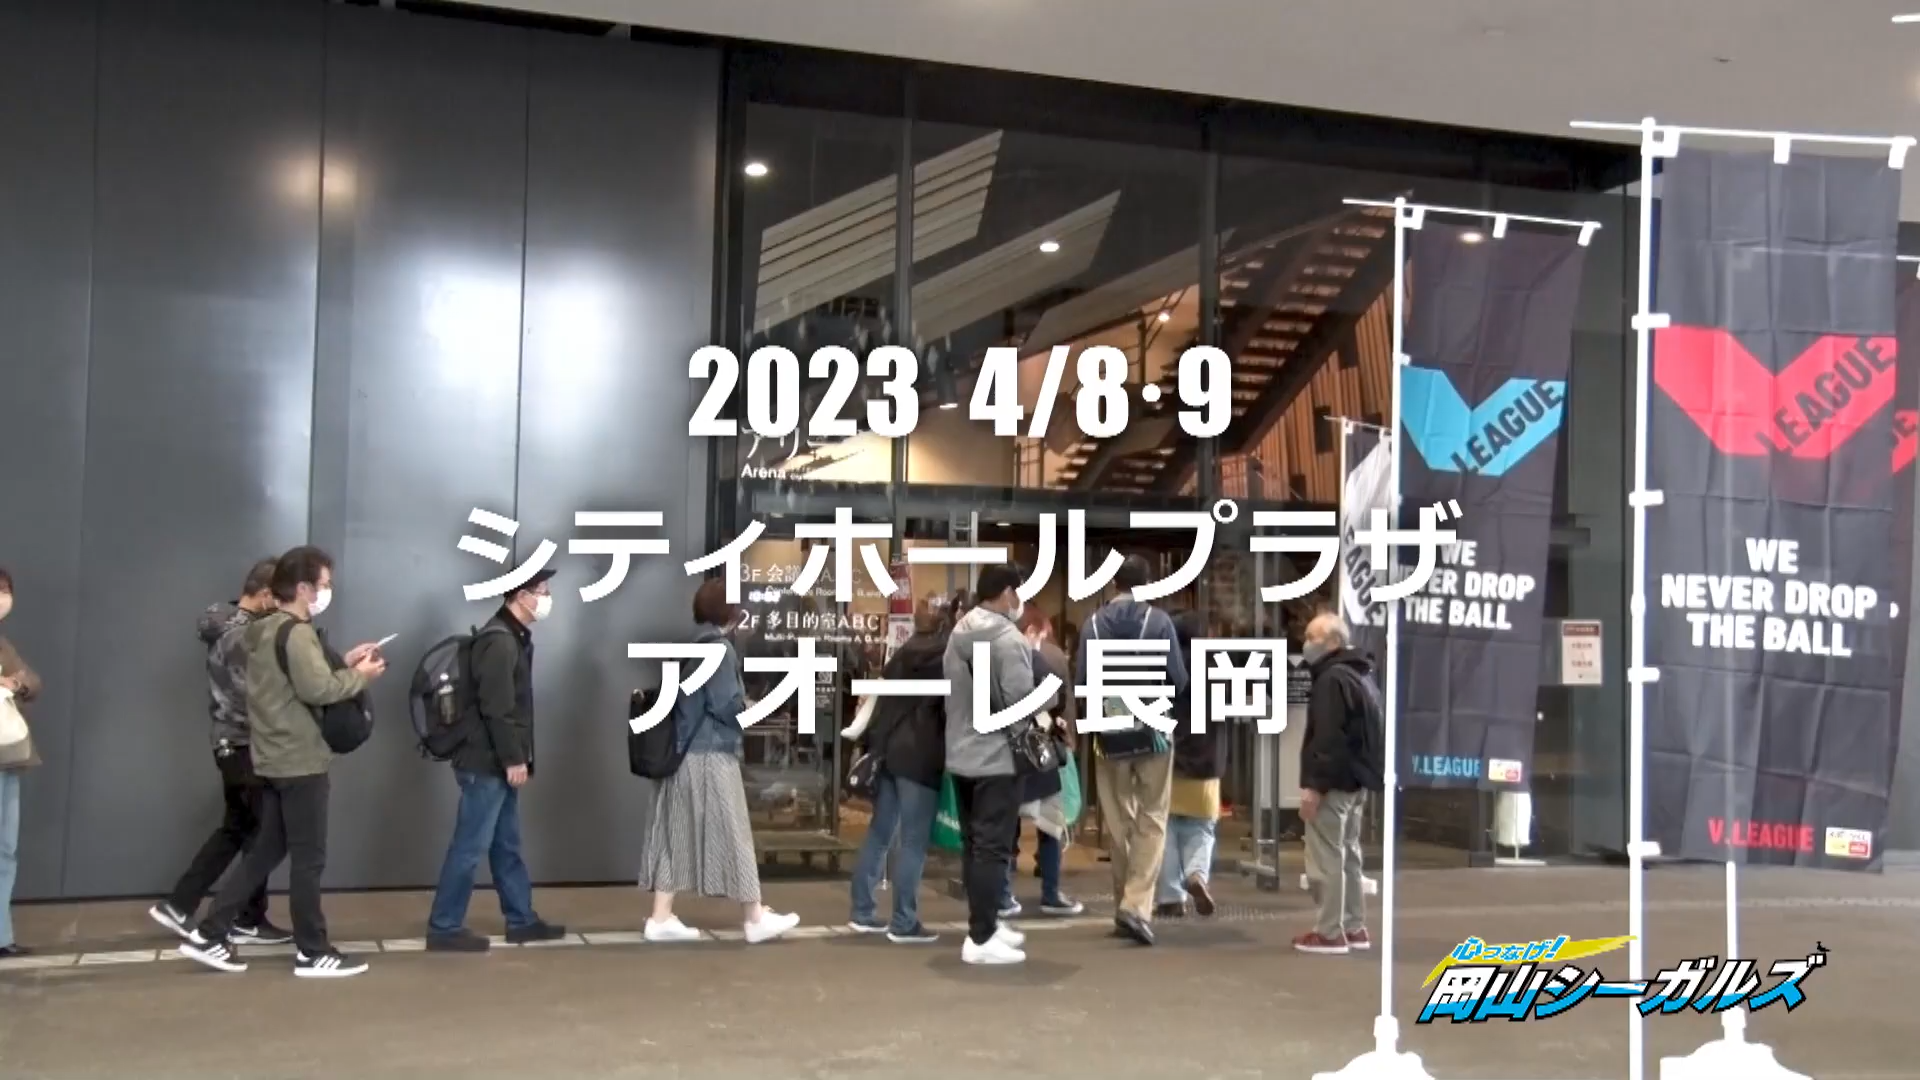 2023 4/8・9
シティホールプラザ
アオーレ長岡
Arena
3F 会議
2F 多目的室ABC
LEAGUE
WE
NEVER DROP
THE BALL
V.LEAGUE
LEAGUE
WE
NEVER DROP
THE BALL
V.LEAGUE
LEAGUE
心つなげ!
岡山シーガルズ